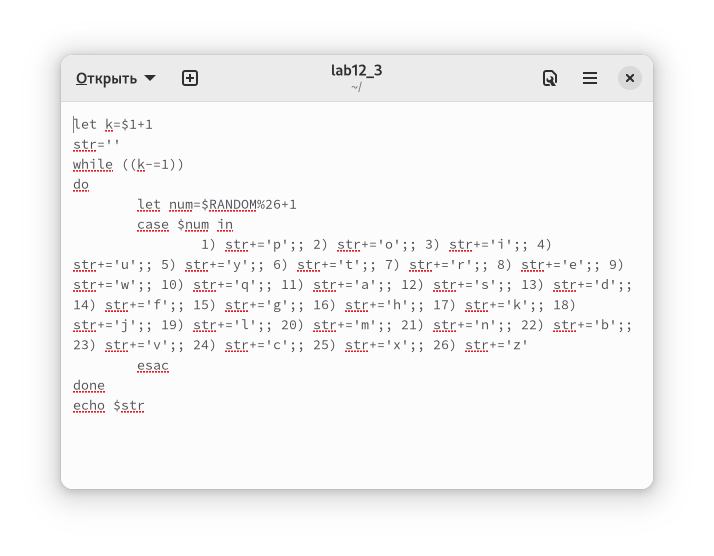 Открыть
lab12_3
~/
let k=$1+1
str=''
while ((k-=1))
do
let num=$RANDOM%26+1
case $num in
1) str+='p';; 2) str+='o';; 3) str+='i';; 4)
str+='u';; 5) str+='y';; 6) str+='t';; 7) str+='r';; 8) str+='e';; 9)
str+='w';; 10) str+='q';; 11) str+='a';; 12) str+='s';; 13) str+='d';;
14) str+='f';; 15) str+='g';; 16) str+='h';; 17) str+='k';; 18)
str+='j';; 19) str+='l';; 20) str+='m';; 21) str+='n';; 22) str+='b';;
23) str+='v';; 24) str+='c';; 25) str+='x';; 26) str+='z'
esac
done
echo $str